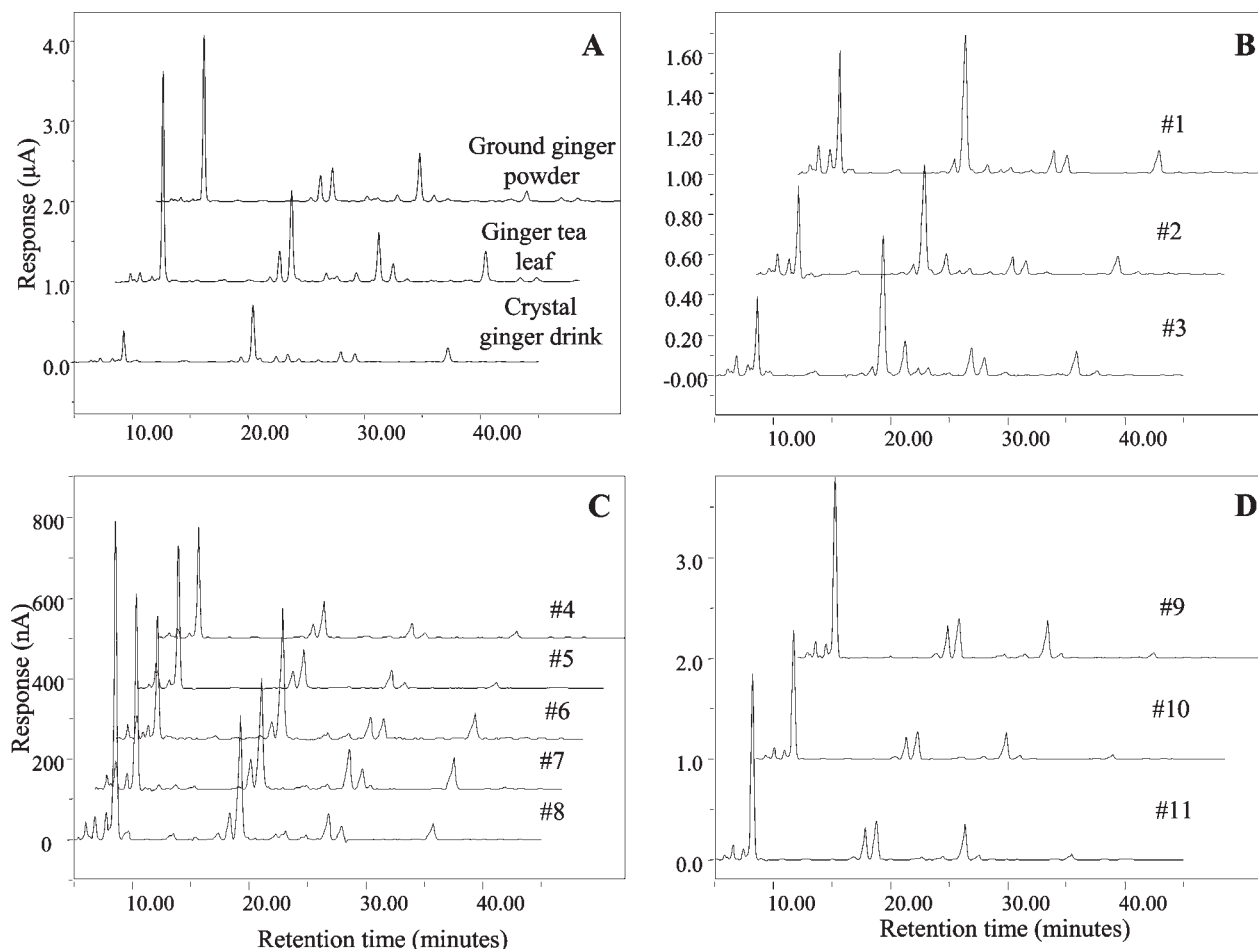 A
Response (μA)
4.0
3.0
2.0
1.0
0.0
Ground ginger
powder
Ginger tea
leaf
Crystal
ginger drink
10.00 20.00 30.00 40.00
B
1.60
1.40
1.20
1.00
0.80
0.60
0.40
0.20
-0.00
#1
#2
#3
10.00 20.00 30.00 40.00
C
Response (nA)
800
600
400
200
0
#4
#5
#6
#7
#8
10.00 20.00 30.00 40.00
Retention time (minutes)
D
3.0
2.0
1.0
0.0
#9
#10
#11
10.00 20.00 30.00 40.00
Retention time (minutes)